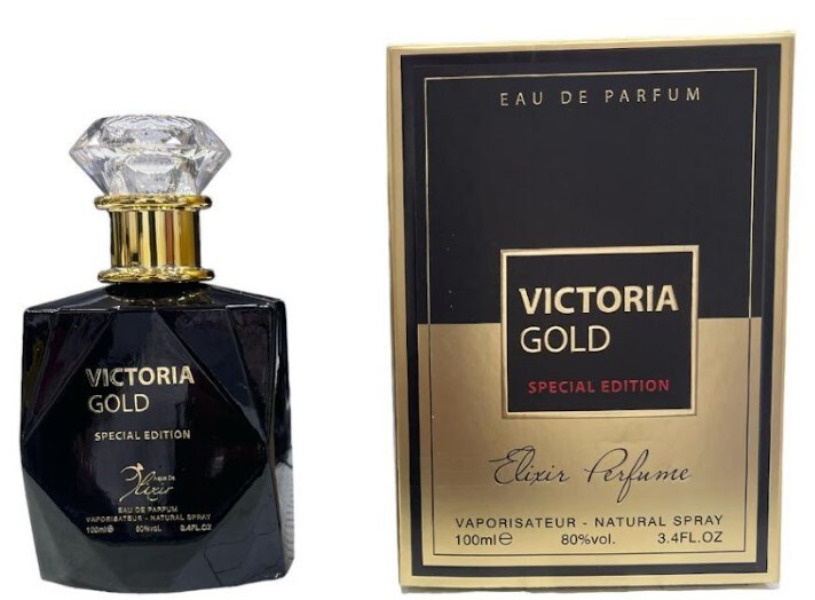 VICTORIA
GOLD
SPECIAL EDITION
Elixir
EAU DE PARFUM
VAPORISATEUR - NATURAL SPRAY
100ml℮ 80%vol. 3.4FL.OZ
EAU DE PARFUM
VICTORIA
GOLD
SPECIAL EDITION
Elixir Perfume
VAPORISATEUR - NATURAL SPRAY
100ml℮ 80%vol. 3.4FL.OZ